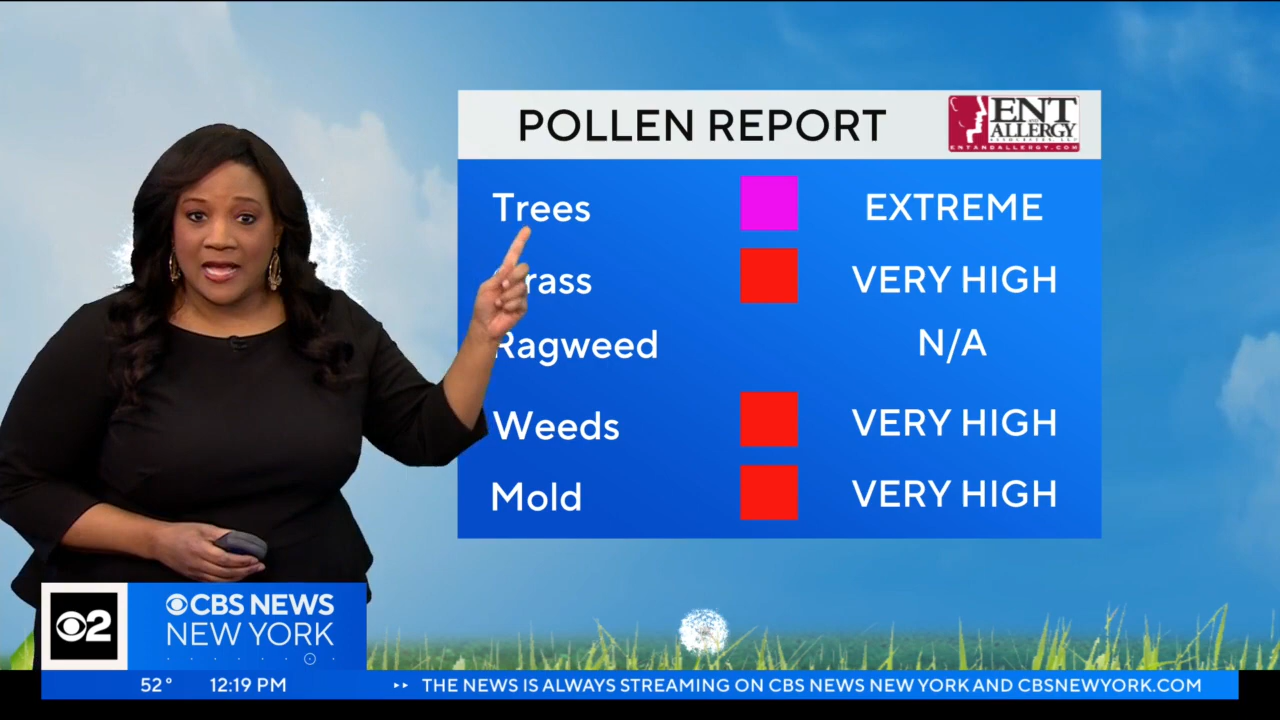 POLLEN REPORT
ENT
ALLERGY
ENTANDALLERGY.COM
Trees EXTREME
rass VERY HIGH
Ragweed N/A
Weeds VERY HIGH
Mold VERY HIGH
2
CBS NEWS
NEW YORK
52° 12:19 PM THE NEWS IS ALWAYS STREAMING ON CBS NEWS NEW YORK AND CBSNEWYORK.COM